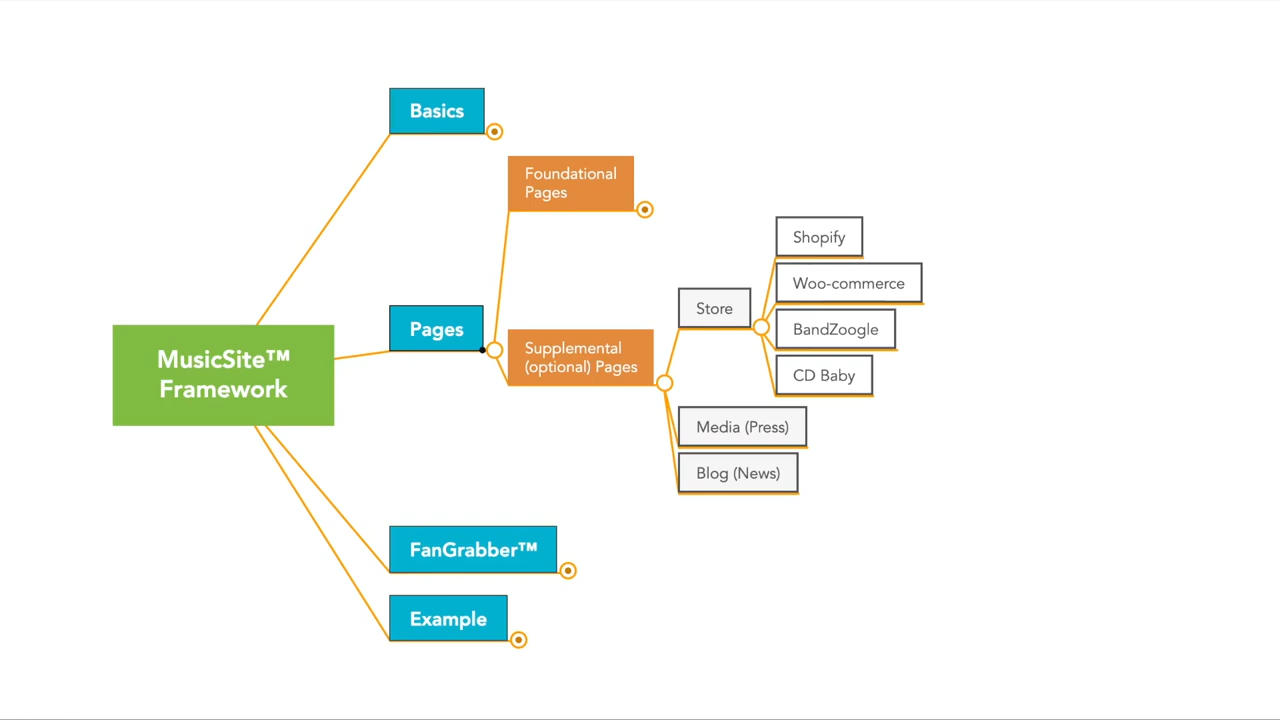 MusicSite™
Framework
Basics
Pages
Foundational
Pages
Supplemental
(optional) Pages
Store
Shopify
Woo-commerce
BandZoogle
CD Baby
Media (Press)
Blog (News)
FanGrabber™
Example